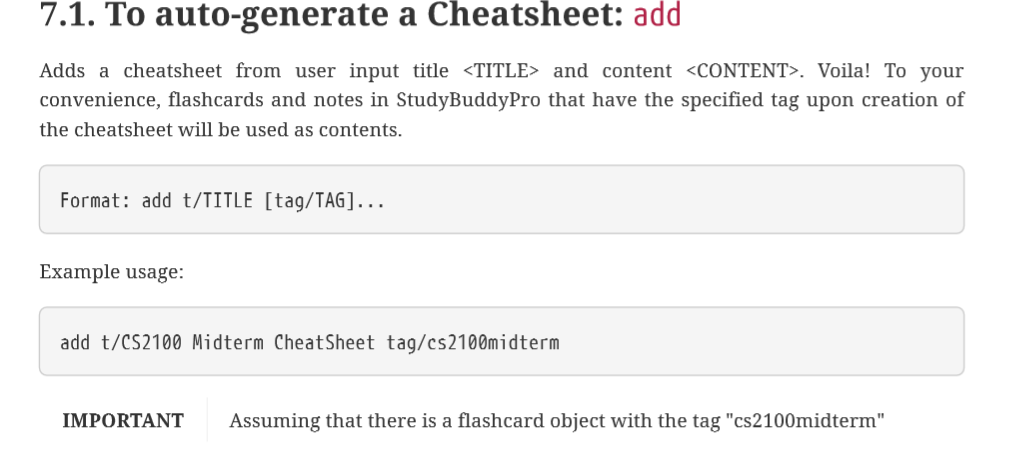 7.1. To auto-generate a Cheatsheet: add
Adds a cheatsheet from user input title <TITLE> and content <CONTENT>. Voila! To your
convenience, flashcards and notes in StudyBuddyPro that have the specified tag upon creation of
the cheatsheet will be used as contents.
Format: add t/TITLE [tag/TAG]...
Example usage:
add t/CS2100 Midterm CheatSheet tag/cs2100midterm
IMPORTANT Assuming that there is a flashcard object with the tag "cs2100midterm"